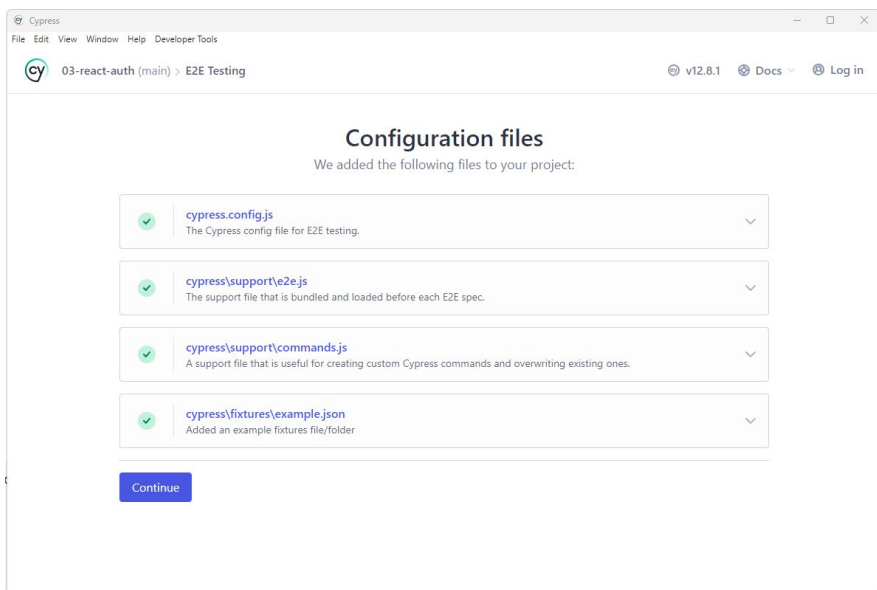 Cypress
File Edit View Window Help Developer Tools
cy 03-react-auth (main) > E2E Testing v12.8.1 Docs Log in
Configuration files
We added the following files to your project:
cypress.config.js
The Cypress config file for E2E testing.
cypress\support\e2e.js
The support file that is bundled and loaded before each E2E spec.
cypress\support\commands.js
A support file that is useful for creating custom Cypress commands and overwriting existing ones.
cypress\fixtures\example.json
Added an example fixtures file/folder
Continue